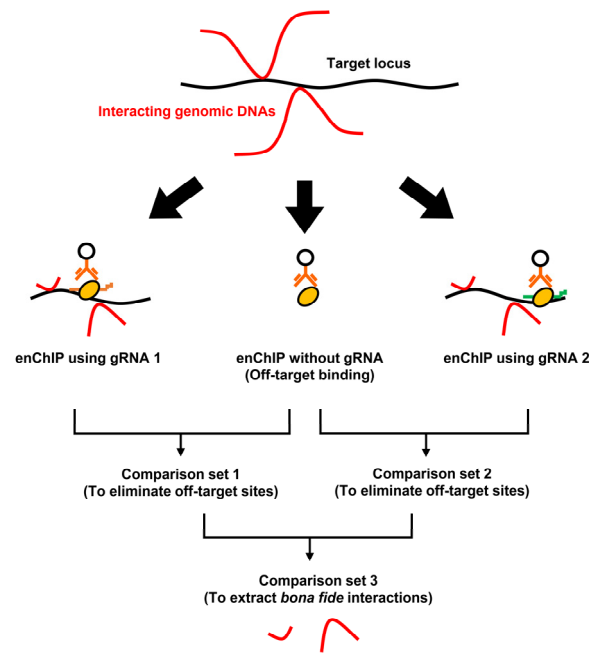 Target locus
Interacting genomic DNAs
enChIP using gRNA 1
enChIP without gRNA
(Off-target binding)
enChIP using gRNA 2
Comparison set 1
(To eliminate off-target sites)
Comparison set 2
(To eliminate off-target sites)
Comparison set 3
(To extract bona fide interactions)